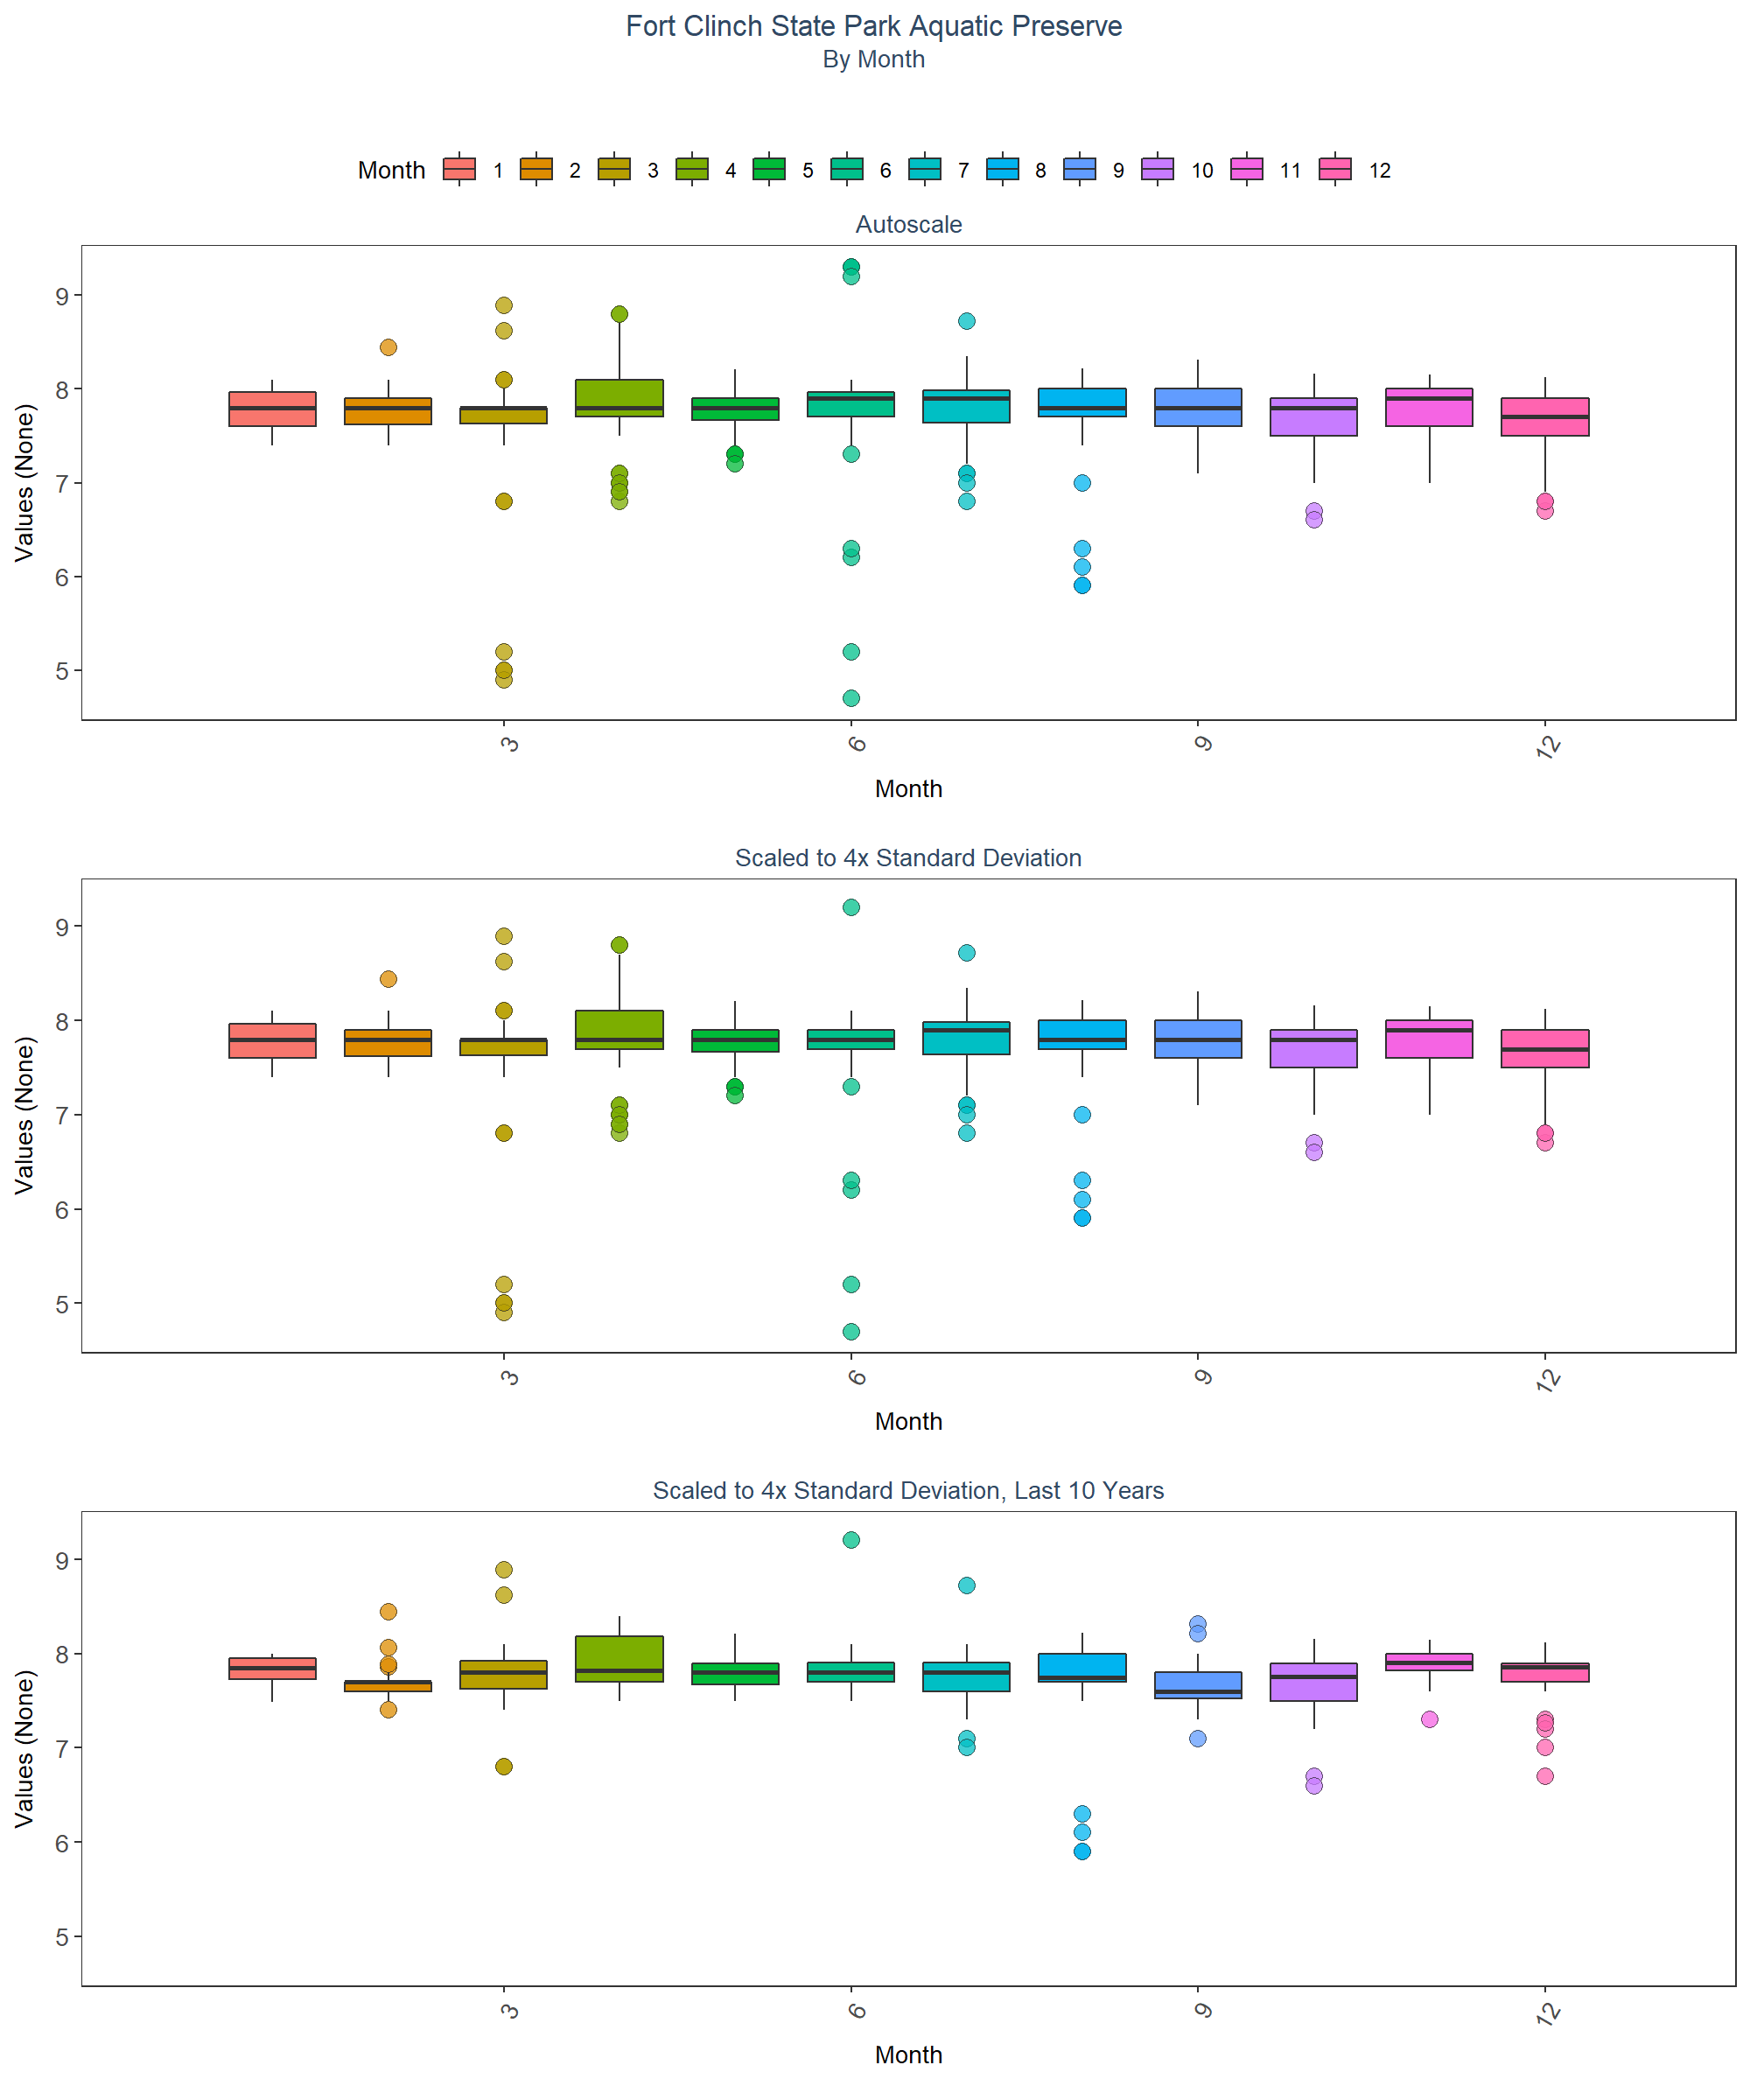 Fort Clinch State Park Aquatic Preserve
By Month
Month 1 2 3 4 5 6 7 8 9 10 11 12
Autoscale
Values (None)
9
8
7
6
5
3 6 9 12
Month
Scaled to 4x Standard Deviation
Values (None)
9
8
7
6
5
3 6 9 12
Month
Scaled to 4x Standard Deviation, Last 10 Years
Values (None)
9
8
7
6
5
3 6 9 12
Month